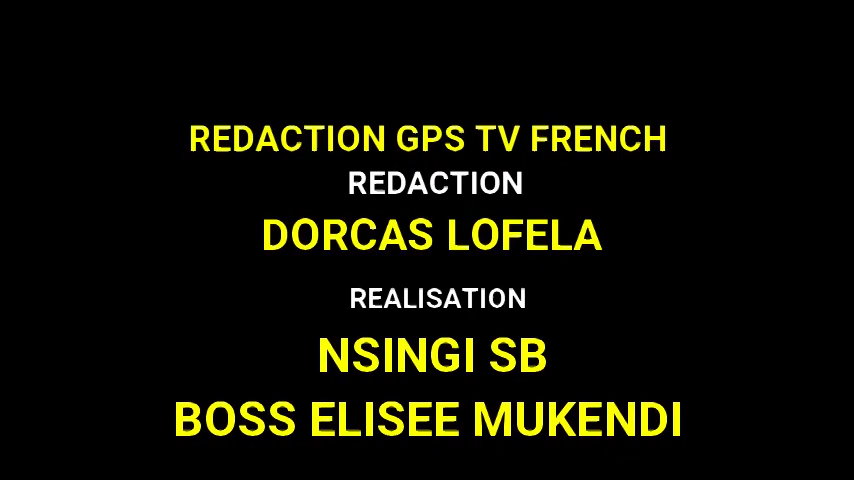 REDACTION GPS TV FRENCH
REDACTION
DORCAS LOFELA
REALISATION
NSINGI SB
BOSS ELISEE MUKENDI